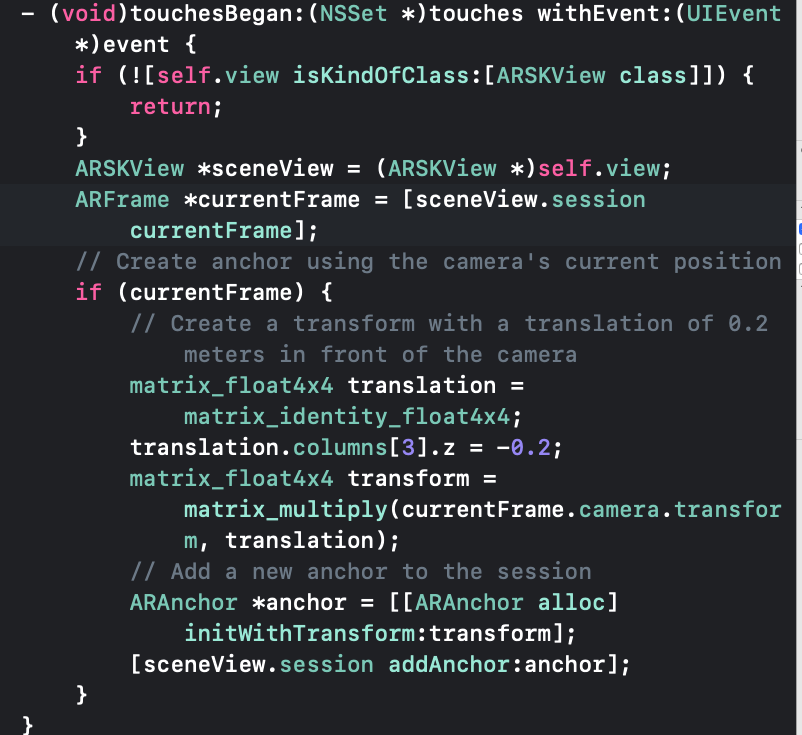 - (void)touchesBegan:(NSSet *)touches withEvent:(UIEvent
*)event {
if (![self.view isKindOfClass:[ARSKView class]]) {
return;
}
ARSKView *sceneView = (ARSKView *)self.view;
ARFrame *currentFrame = [sceneView.session
currentFrame];
// Create anchor using the camera's current position
if (currentFrame) {
// Create a transform with a translation of 0.2
meters in front of the camera
matrix_float4x4 translation =
matrix_identity_float4x4;
translation.columns[3].z = -0.2;
matrix_float4x4 transform =
matrix_multiply(currentFrame.camera.transfor
m, translation);
// Add a new anchor to the session
ARAnchor *anchor = [[ARAnchor alloc]
initWithTransform:transform];
[sceneView.session addAnchor:anchor];
}
}